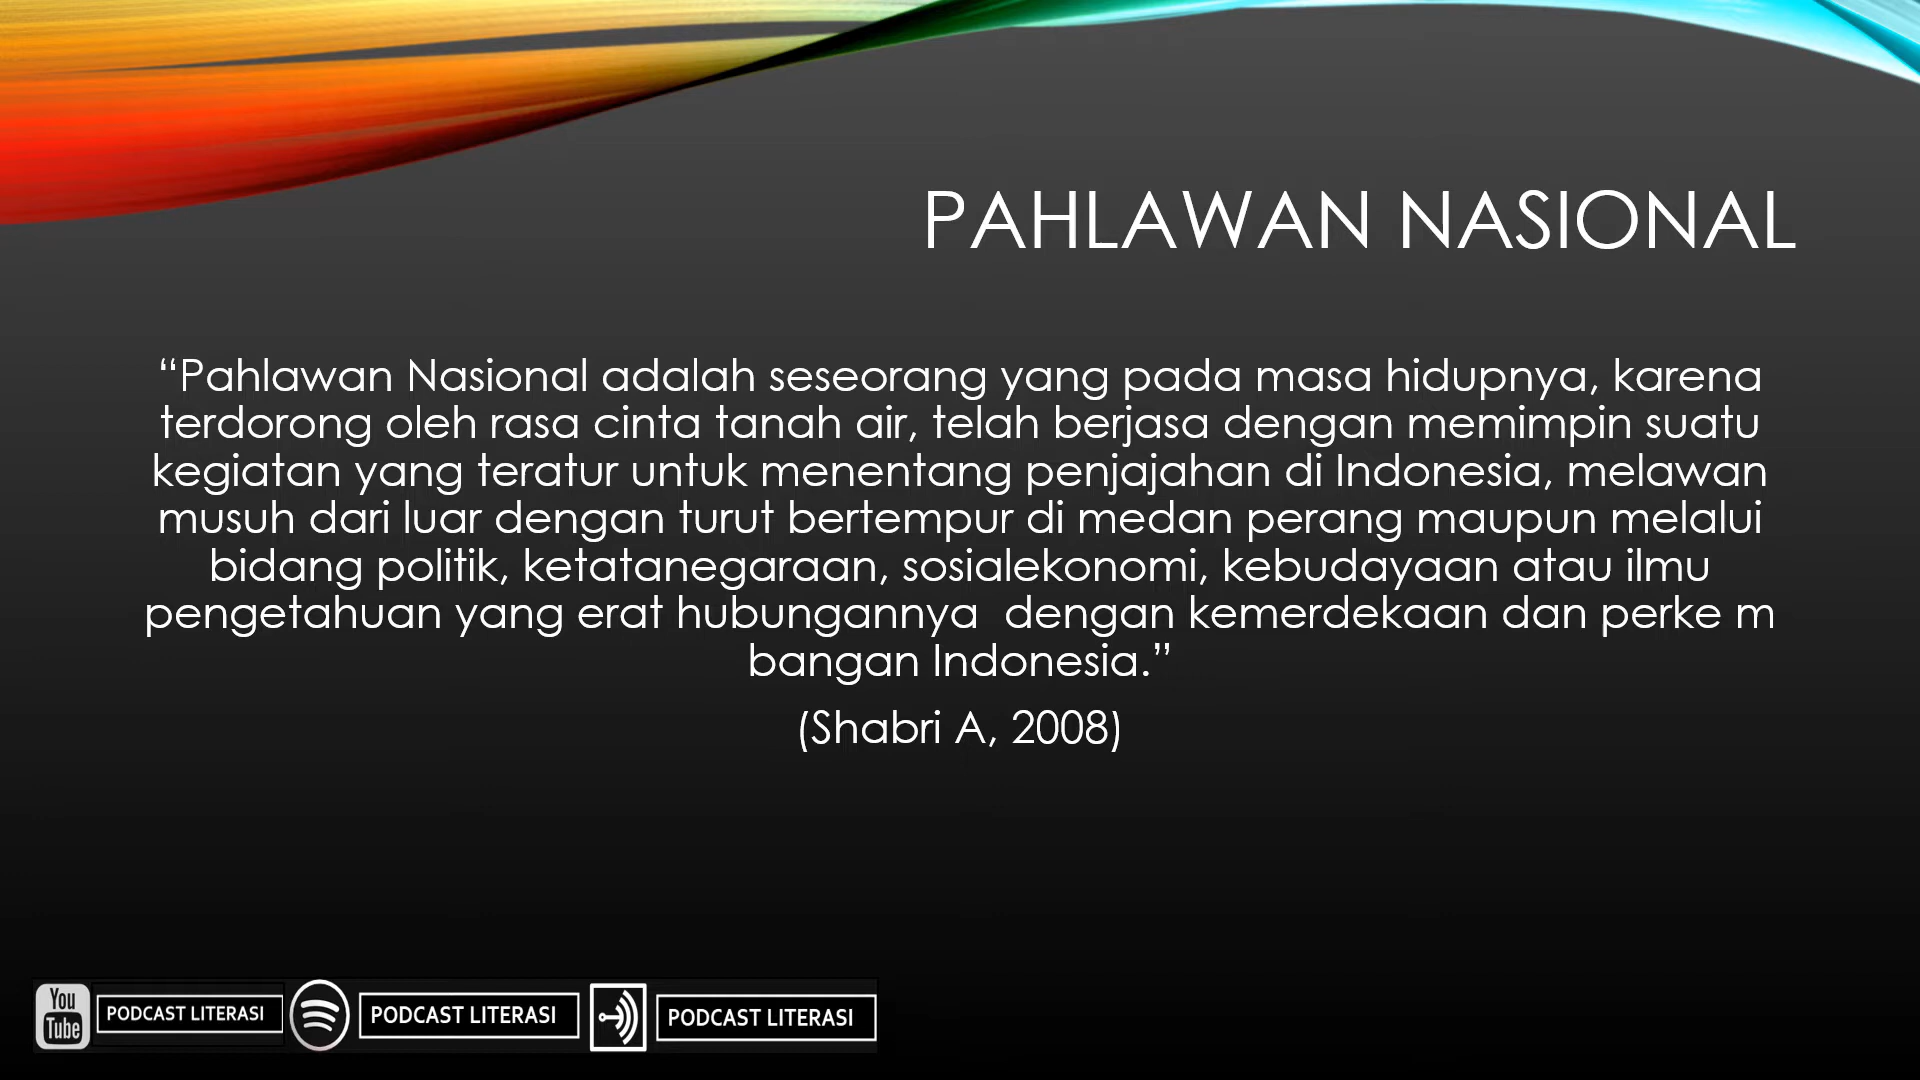 PAHLAWAN NASIONAL
“Pahlawan Nasional adalah seseorang yang pada masa hidupnya, karena
terdorong oleh rasa cinta tanah air, telah berjasa dengan memimpin suatu
kegiatan yang teratur untuk menentang penjajahan di Indonesia, melawan
musuh dari luar dengan turut bertempur di medan perang maupun melalui
bidang politik, ketatanegaraan, sosialekonomi, kebudayaan atau ilmu
pengetahuan yang erat hubungannya  dengan kemerdekaan dan perke m
bangan Indonesia.”
(Shabri A, 2008)
You Tube PODCAST LITERASI PODCAST LITERASI PODCAST LITERASI